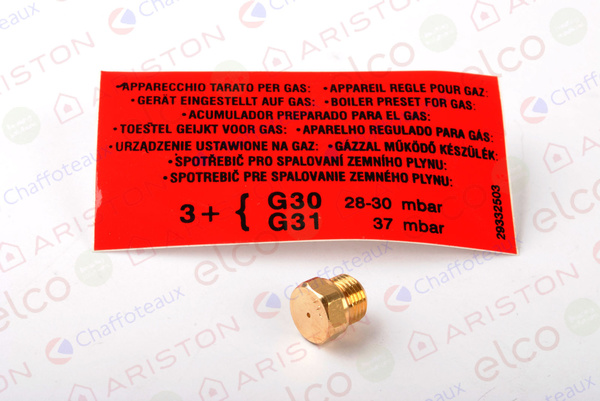 •APPARECCHIO TARATO PER GAS: •APPAREIL REGLE POUR GAZ:
•GERÄT EINGESTELLT AUF GAS: •BOILER PRESET FOR GAS:
•ACUMULADOR PREPARADO PARA EL GAS:
•TOESTEL GEIJKT VOOR GAS: •APARELHO REGULADO PARA GÁS:
•URZĄDZENIE USTAWIONE NA GAZ: •GÁZZAL MŰKÖDŐ KÉSZÜLÉK:
•SPOTŘEBIČ PRO SPALOVANÍ ZEMNÍHO PLYNU:
•SPOTREBIČ PRE SPALOVANIE ZEMNÉHO PLYNU:
3+ { G30 28-30 mbar
G31 37 mbar
29332503
Chaffoteaux
ARISTON
elco